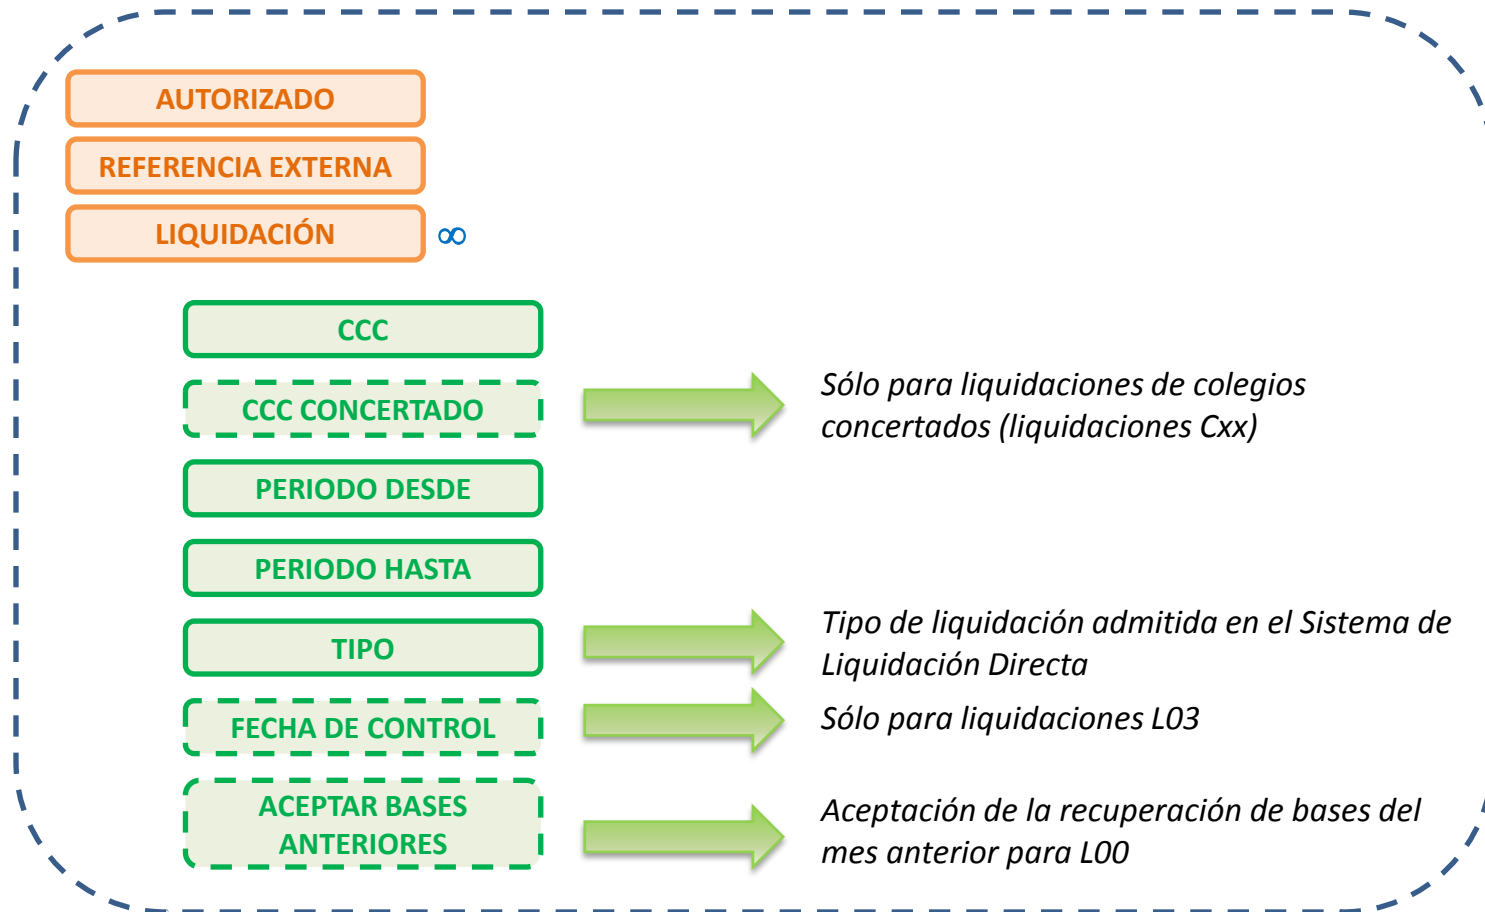 AUTORIZADO
REFERENCIA EXTERNA
LIQUIDACIÓN ∞
CCC
CCC CONCERTADO
Sólo para liquidaciones de colegios
concertados (liquidaciones Cxx)
PERIODO DESDE
PERIODO HASTA
TIPO
Tipo de liquidación admitida en el Sistema de
Liquidación Directa
FECHA DE CONTROL
Sólo para liquidaciones L03
ACEPTAR BASES
ANTERIORES
Aceptación de la recuperación de bases del
mes anterior para L00